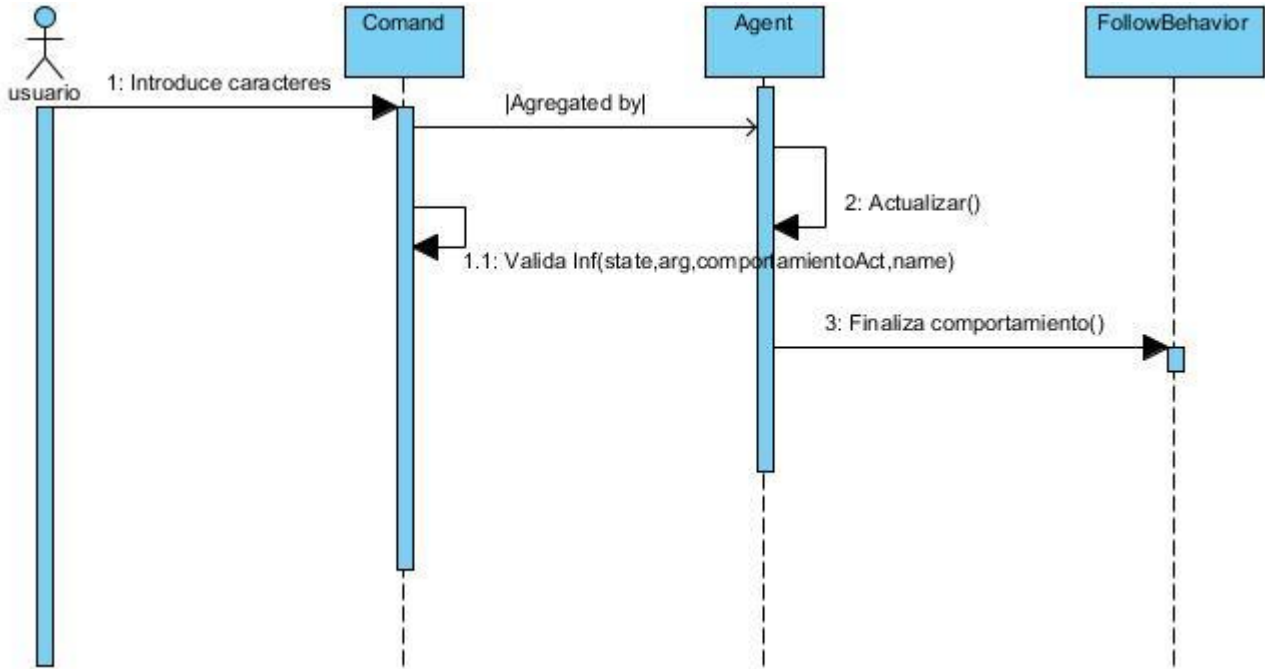 Comand
Agent
FollowBehavior
usuario
1: Introduce caracteres
|Agregated by|
2: Actualizar()
1.1: Valida Inf(state,arg,comportamientoAct,name)
3: Finaliza comportamiento()